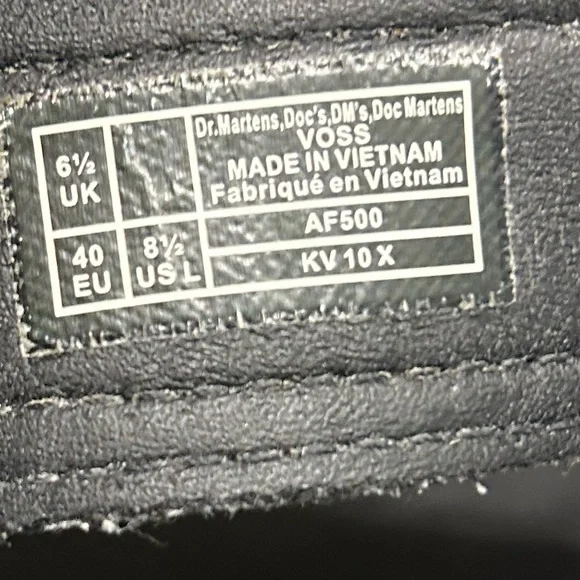 6½
UK
Dr.Martens,Doc's,DM's,Doc Martens
VOSS
MADE IN VIETNAM
Fabriqué en Vietnam
40
EU
8½
US L
AF500
KV 10 X